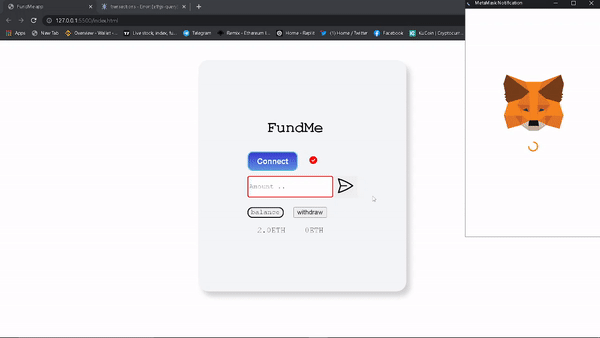 FundMe app
transactions
MetaMask Notification
127.0.0.1:5500/index.html
Apps
New Tab
Overview - Wallet -...
Live stock, index, fu...
Telegram
Remix - Ethereum I...
Home - Replit
(1) Home / Twitter
Facebook
KuCoin | Cryptocurr...
FundMe
Connect
Amount ..
balance
withdraw
2.0ETH
0ETH